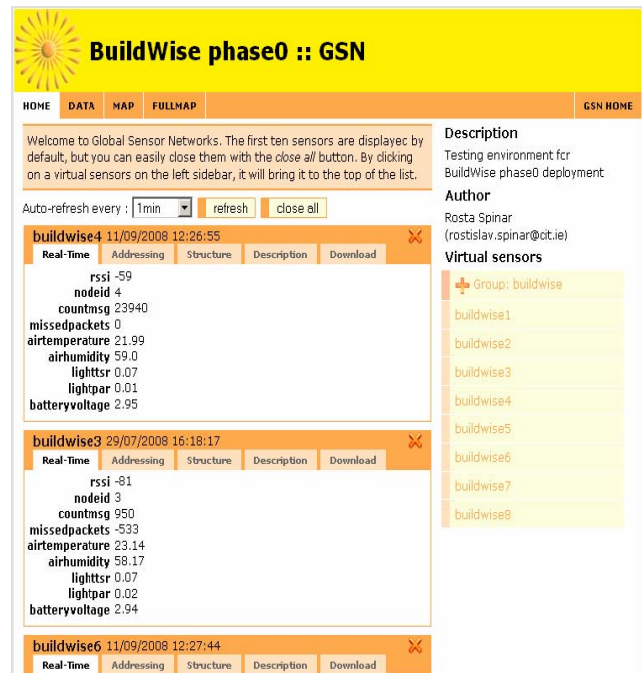 BuildWise phase0 :: GSN
HOME DATA MAP FULLMAP GSN HOME
Welcome to Global Sensor Networks. The first ten sensors are displayed by
default, but you can easily close them with the close all button. By clicking
on a virtual sensors on the left sidebar, it will bring it to the top of the list.
Auto-refresh every : 1min refresh close all
buildwise4 11/09/2008 12:26:55
Real-Time Addressing Structure Description Download
rssi -59
nodeid 4
countmsg 23940
missedpackets 0
airtemperature 21.99
airhumidity 59.0
lighttsr 0.07
lightpar 0.01
batteryvoltage 2.95
buildwise3 29/07/2008 16:18:17
Real-Time Addressing Structure Description Download
rssi -81
nodeid 3
countmsg 950
missedpackets -533
airtemperature 23.14
airhumidity 58.17
lighttsr 0.07
lightpar 0.02
batteryvoltage 2.94
buildwise6 11/09/2008 12:27:44
Real-Time Addressing Structure Description Download
Description
Testing environment for
BuildWise phase0 deployment
Author
Rosta Spinar
(rostislav.spinar@cit.ie)
Virtual sensors
Group: buildwise
buildwise1
buildwise2
buildwise3
buildwise4
buildwise5
buildwise6
buildwise7
buildwise8